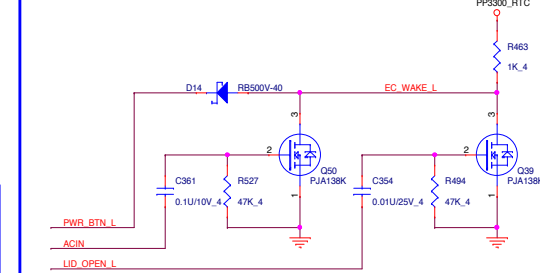 PP3300_RTC
R463
1K_4
D14
RB500V-40
EC_WAKE_L
3
3
2
2
Q50
PJA138K
Q39
PJA138K
C361
R527
C354
R494
0.1U/10V_4
47K_4
0.01U/25V_4
47K_4
1
1
PWR_BTN_L
ACIN
LID_OPEN_L